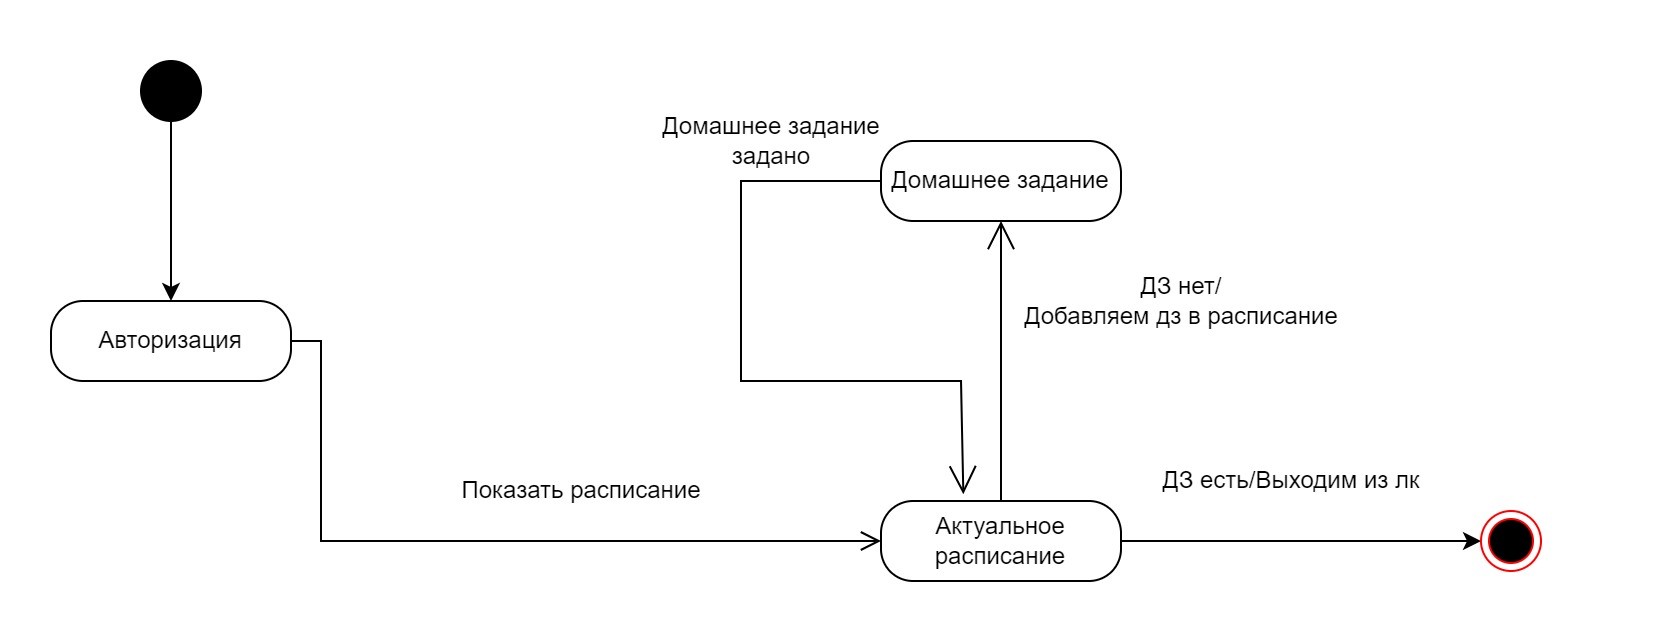 Домашнее задание
задано
Домашнее задание
ДЗ нет/
Добавляем дз в расписание
Авторизация
Показать расписание
ДЗ есть/Выходим из лк
Актуальное
расписание